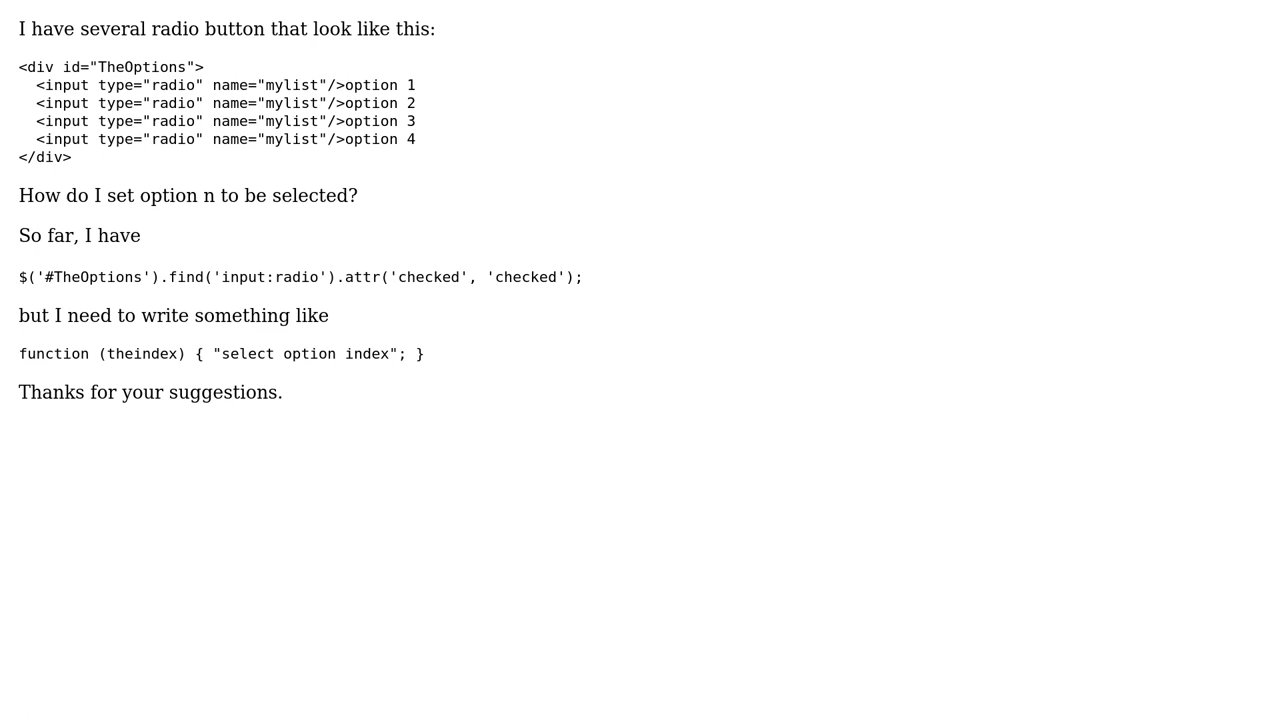 I have several radio button that look like this:
<div id="TheOptions">
  <input type="radio" name="mylist"/>option 1
  <input type="radio" name="mylist"/>option 2
  <input type="radio" name="mylist"/>option 3
  <input type="radio" name="mylist"/>option 4
</div>
How do I set option n to be selected?
So far, I have
$('#TheOptions').find('input:radio').attr('checked', 'checked');
but I need to write something like
function (theindex) { "select option index"; }
Thanks for your suggestions.